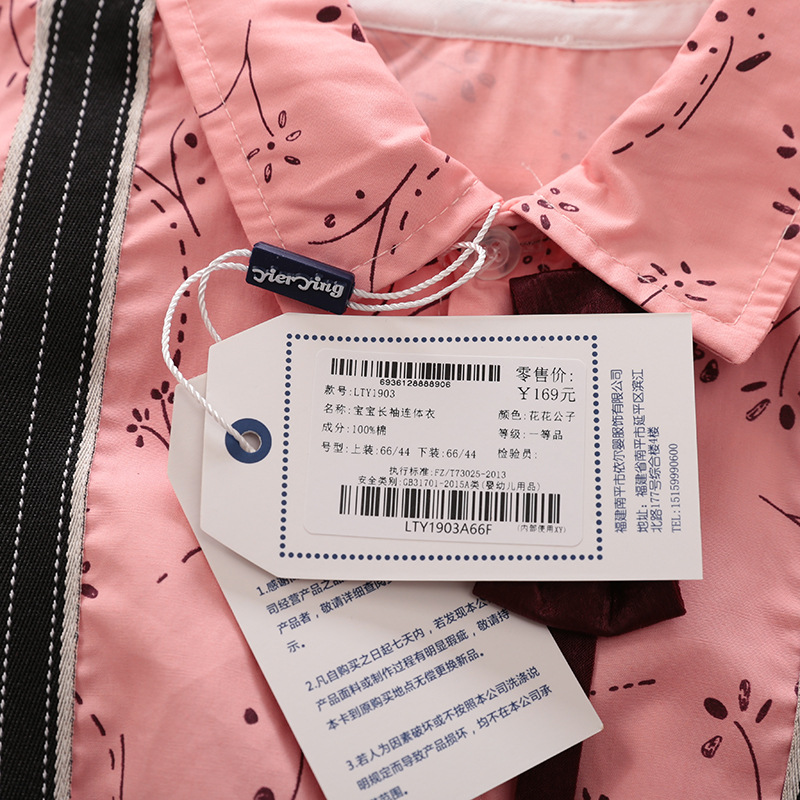 YierYing
6936128888906
零售价:
￥169元
款号:LTY1903
名称:宝宝长袖连体衣
颜色:花花公子
成分:100%棉
等级:一等品
号型:上装:66/44 下装:66/44
检验员:
执行标准:FZ/T73025-2013
安全类别:GB31701-2015A类(婴幼儿用品)
LTY1903A66F
(内部使用XY)
福建南平市依尔婴服饰有限公司
地址：福建省南平市延平区滨江
北路177号综合楼4楼
TEL:15159990600
1.感谢
司经营产品之品
产品者，敬请详细查阅
示。
2.凡自购买之日起七天内，若发现本公
产品面料或制作过程有明显瑕疵，敬请持
本卡到原购买地点无偿更换新品。
3.若人为因素破坏或不按照本公司洗涤说
明规定而导致产品损坏，均不在本公司承
范围。